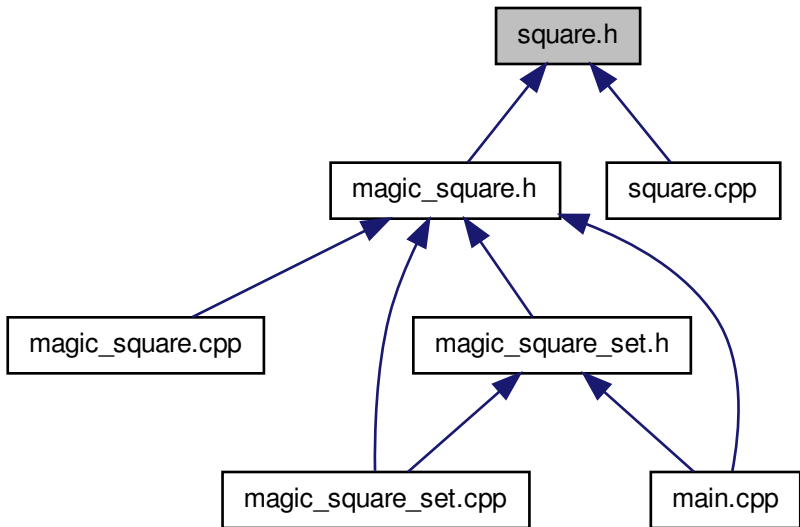 square.h
magic_square.h
square.cpp
magic_square.cpp
magic_square_set.h
magic_square_set.cpp
main.cpp